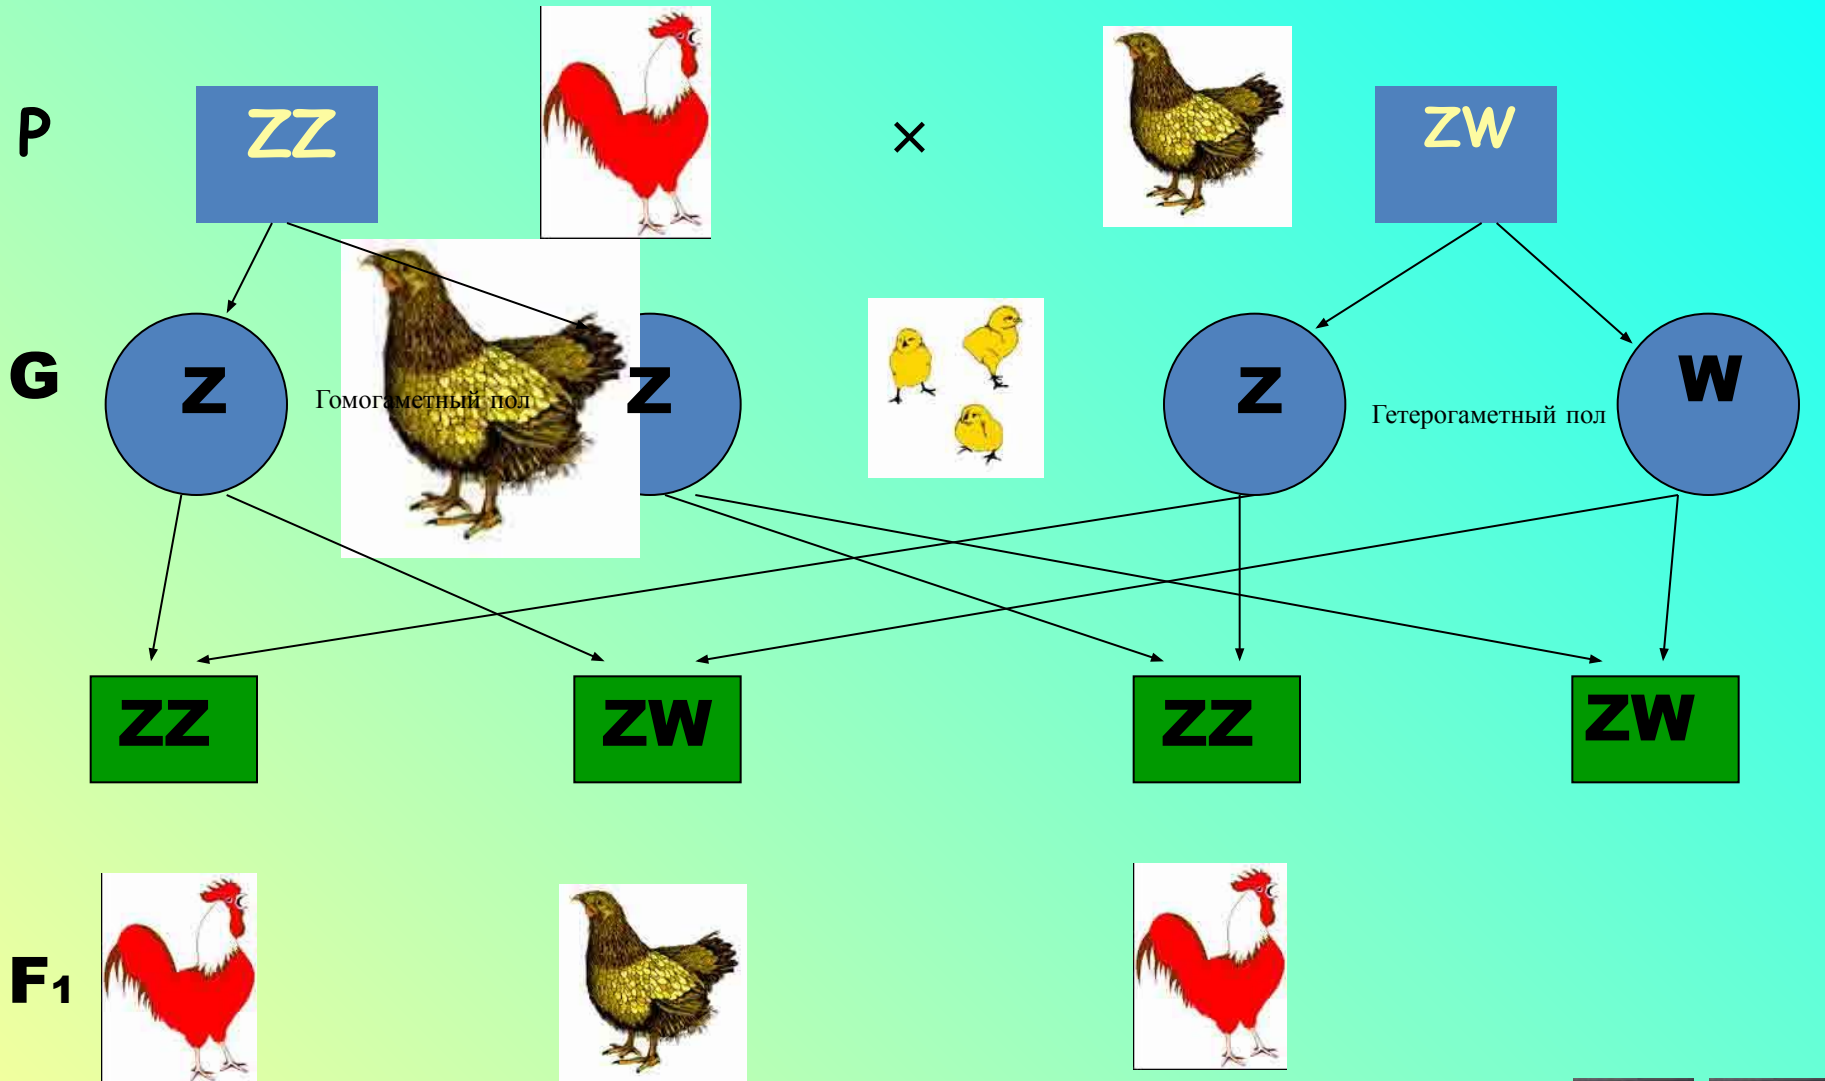 P ZZ × ZW
G Z Гомогаметный пол Z Z Гетерогаметный пол W
ZZ ZW ZZ ZW
F1